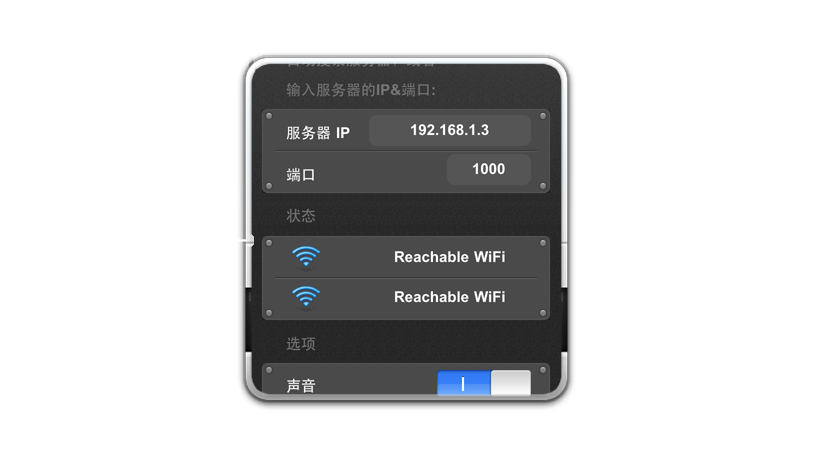 输入服务器的IP&端口:
服务器 IP 192.168.1.3
端口 1000
状态
Reachable WiFi
Reachable WiFi
选项
声音